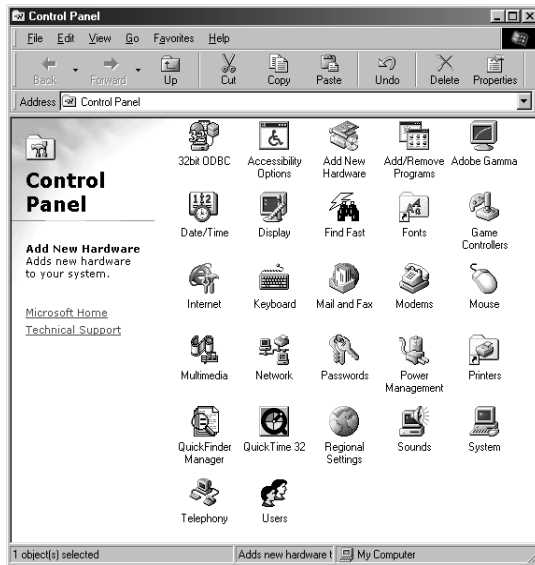 Control Panel
File Edit View Go Favorites Help
Back Forward Up Cut Copy Paste Undo Delete Properties
Address Control Panel
Control
Panel
Add New Hardware
Adds new hardware
to your system.
Microsoft Home
Technical Support
32bit ODBC
Accessibility
Options
Add New
Hardware
Add/Remove
Programs
Adobe Gamma
Date/Time
Display
Find Fast
Fonts
Game
Controllers
Internet
Keyboard
Mail and Fax
Modems
Mouse
Multimedia
Network
Passwords
Power
Management
Printers
QuickFinder
Manager
QuickTime 32
Regional
Settings
Sounds
System
Telephony
Users
1 object(s) selected
Adds new hardware t
My Computer